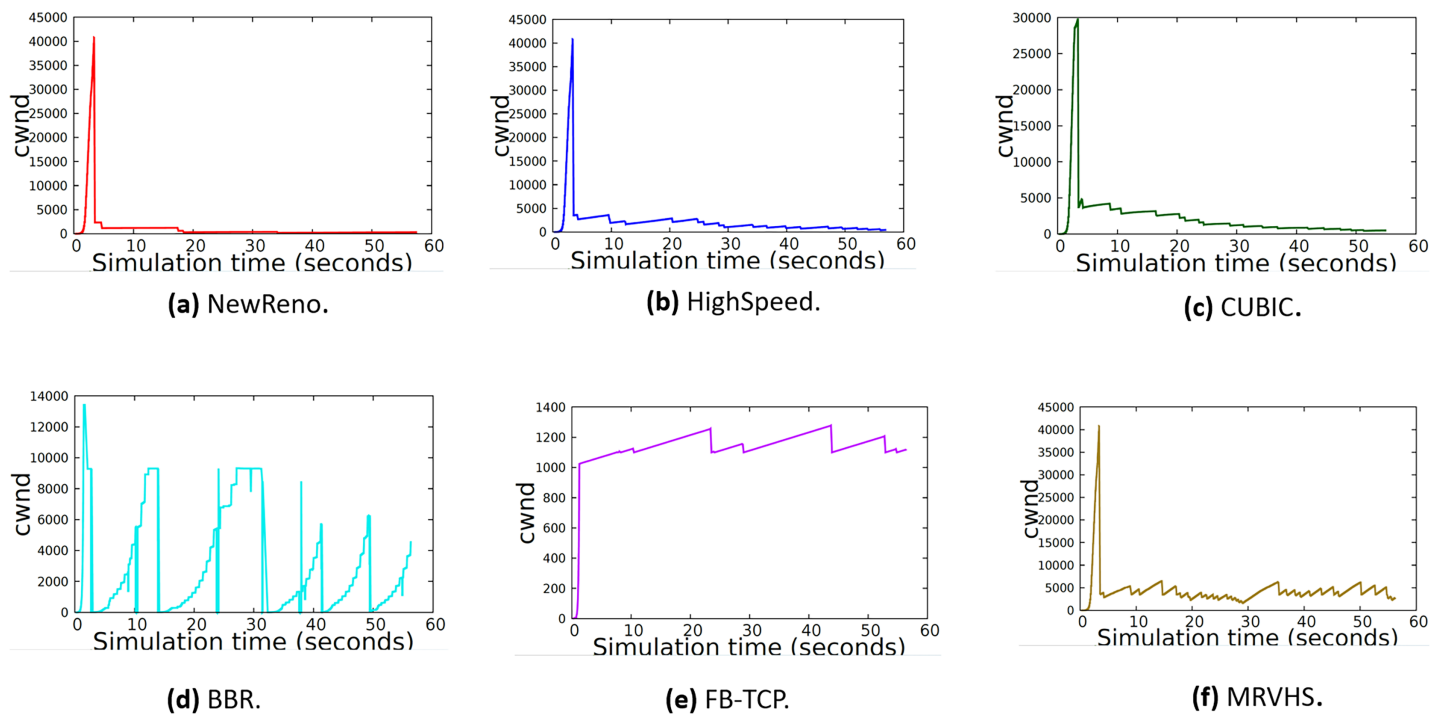 45000
40000
35000
30000
25000
20000
15000
10000
5000
0
cwnd
0 10 20 30 40 50 60
Simulation time (seconds)
(a) NewReno.
45000
40000
35000
30000
25000
20000
15000
10000
5000
0
cwnd
0 10 20 30 40 50 60
Simulation time (seconds)
(b) HighSpeed.
30000
25000
20000
15000
10000
5000
0
cwnd
0 10 20 30 40 50 60
Simulation time (seconds)
(c) CUBIC.
14000
12000
10000
8000
6000
4000
2000
0
cwnd
0 10 20 30 40 50 60
Simulation time (seconds)
(d) BBR.
1400
1200
1000
800
600
400
200
0
cwnd
0 10 20 30 40 50 60
Simulation time (seconds)
(e) FB-TCP.
45000
40000
35000
30000
25000
20000
15000
10000
5000
0
cwnd
0 10 20 30 40 50 60
Simulation time (seconds)
(f) MRVHS.